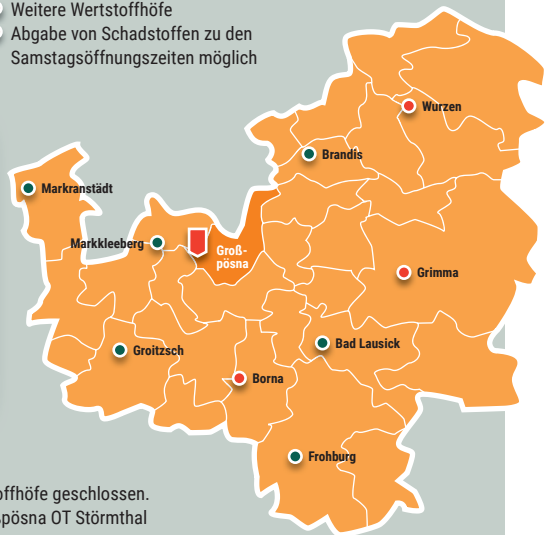 Weitere Wertstoffhöfe
Abgabe von Schadstoffen zu den
Samstagsöffnungszeiten möglich
Wurzen
Brandis
Markranstädt
Markkleeberg
Groß-
pösna
Grimma
Groitzsch
Bad Lausick
Borna
Frohburg
offhöfe geschlossen.
pösna OT Störmthal